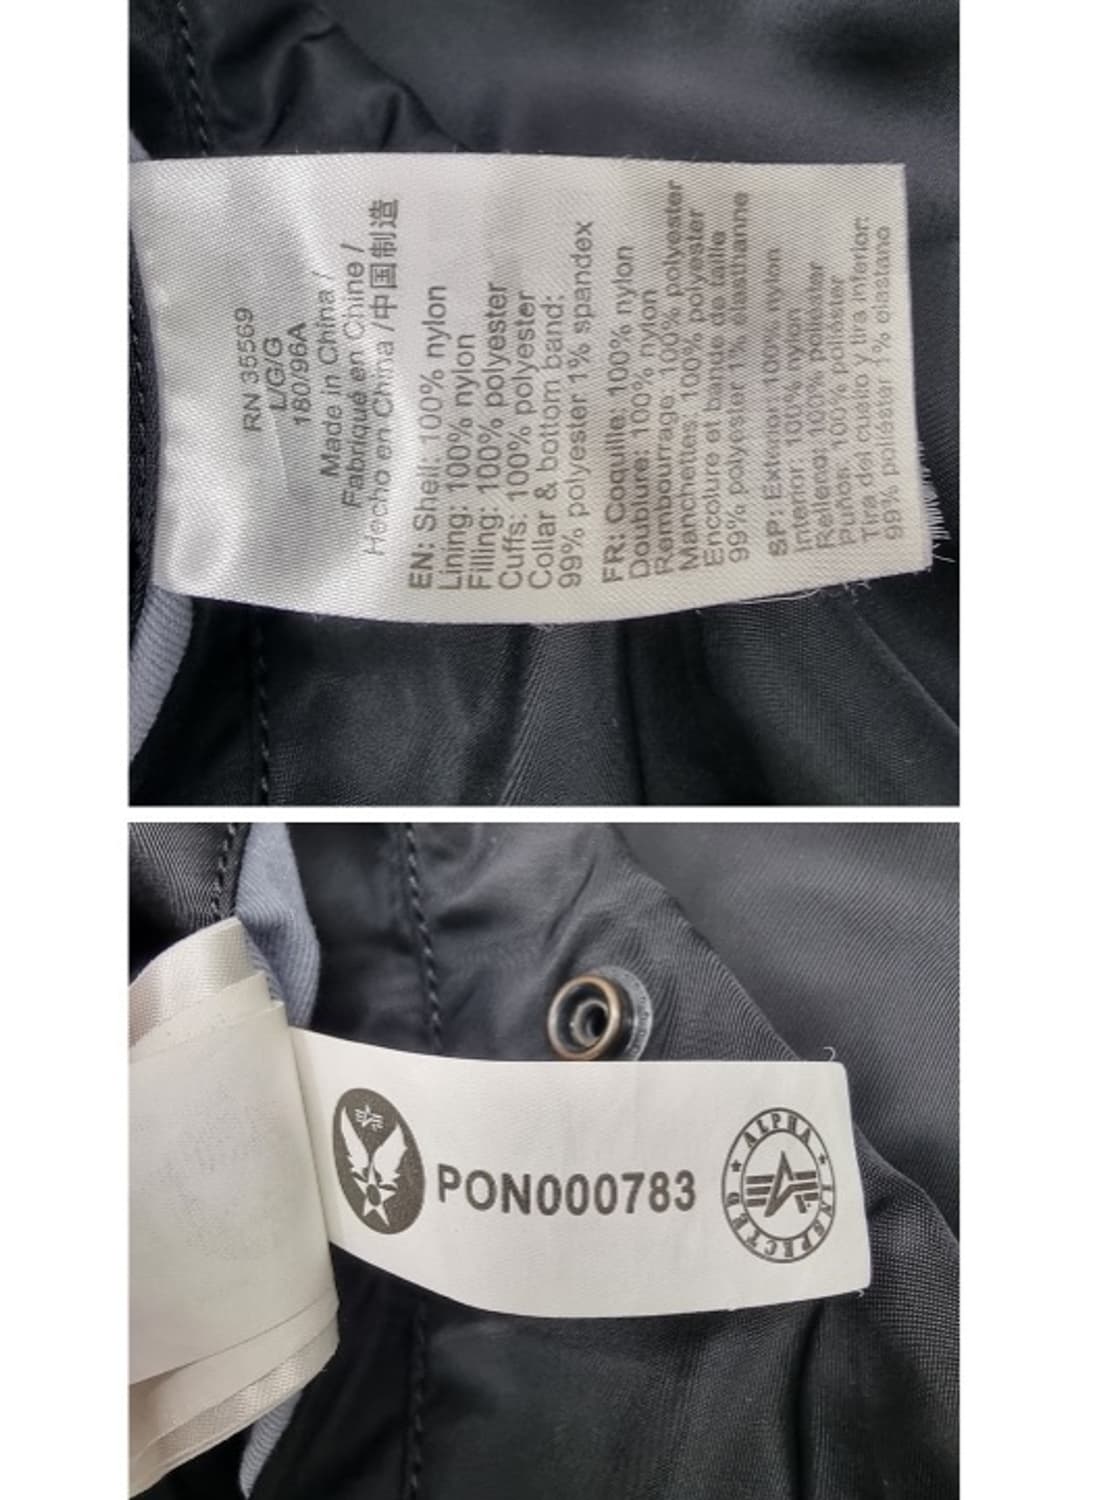 RN 35569
L/G/G
180/96A
Made in China /
Fabriqué en Chine /
Hecho en China /中国制造
EN: Shell: 100% nylon
Lining: 100% nylon
Filling: 100% polyester
Cuffs: 100% polyester
Collar & bottom band:
99% polyester 1% spandex
FR: Coquille: 100% nylon
Doublure: 100% nylon
Rembourrage: 100% polyester
Manchettes: 100% polyester
Encolure et bande de taille
99% polyester 1% élasthanne
SP: Exterior: 100% nylon
Interior: 100% nylon
Relleno: 100% poliéster
Puños: 100% poliéster
Tira del cuello y tira inferior:
99% poliéster 1% elastano
PON000783
ALPHA
INSPECTED